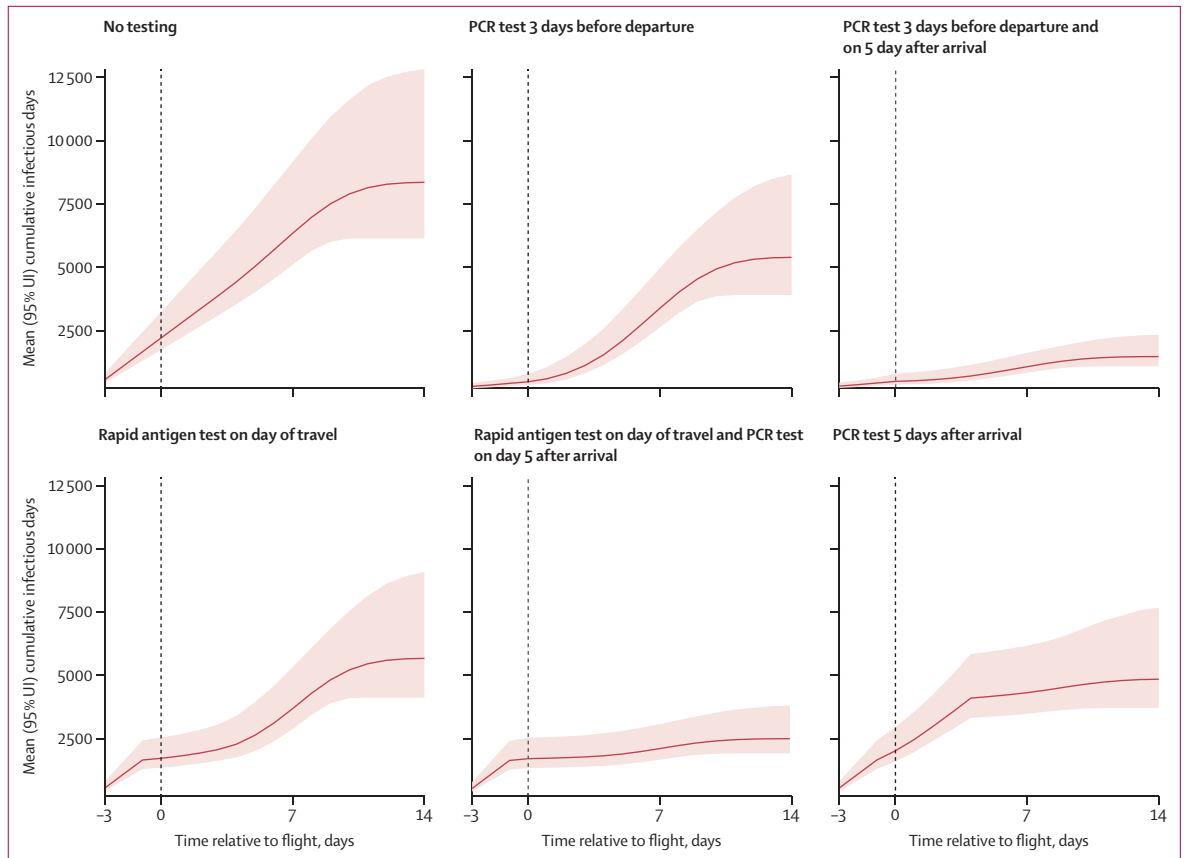 No testing
PCR test 3 days before departure
PCR test 3 days before departure and
on 5 day after arrival
Mean (95% UI) cumulative infectious days
12 500
10 000
7500
5000
2500
Rapid antigen test on day of travel
Rapid antigen test on day of travel and PCR test
on day 5 after arrival
PCR test 5 days after arrival
Mean (95% UI) cumulative infectious days
12 500
10 000
7500
5000
2500
–3 0 7 14
–3 0 7 14
–3 0 7 14
Time relative to flight, days
Time relative to flight, days
Time relative to flight, days